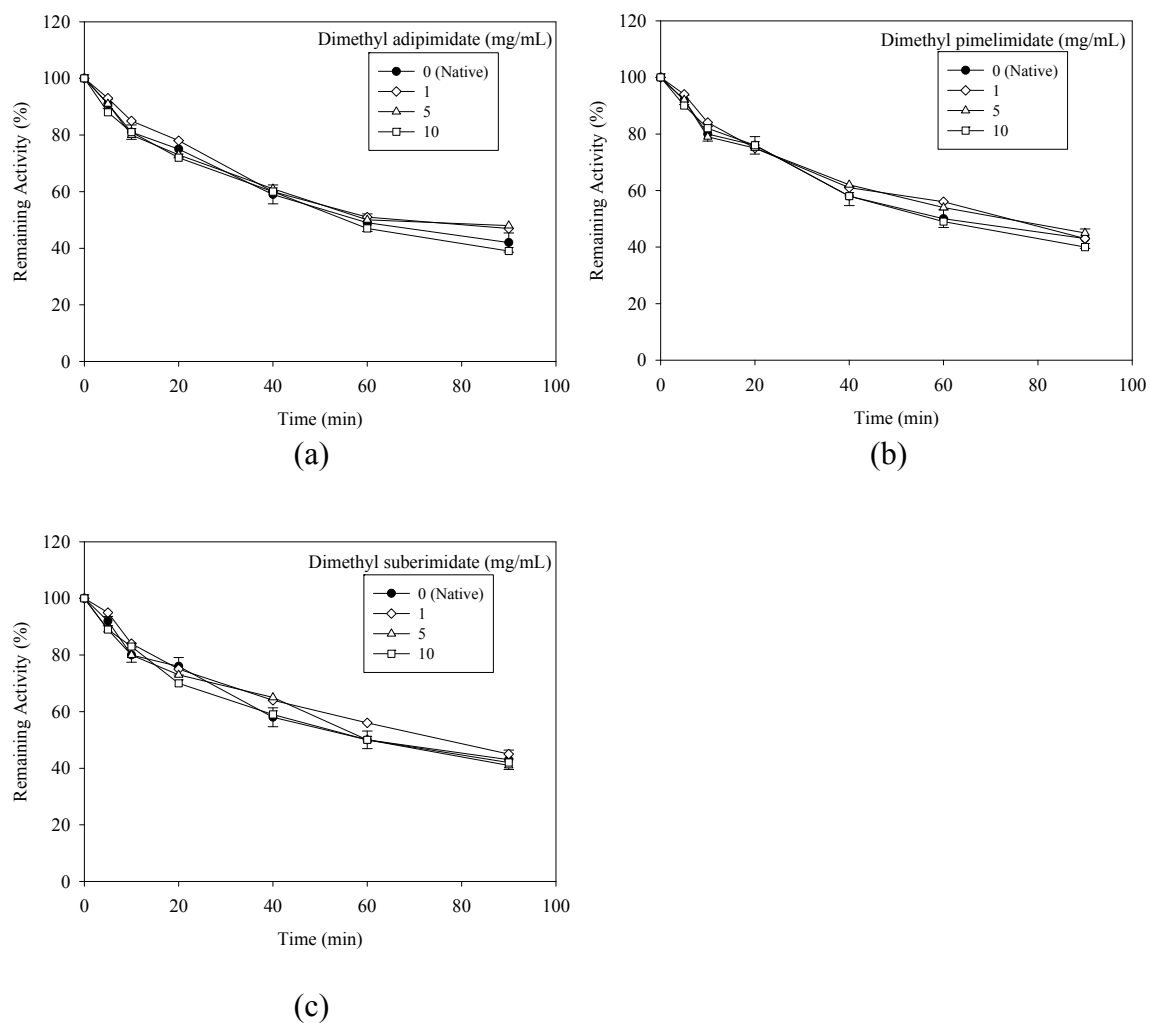 120
100
80
60
40
20
0
Remaining Activity (%)
Dimethyl adipimidate (mg/mL)
0 (Native)
1
5
10
0 20 40 60 80 100
Time (min)
(a)
120
100
80
60
40
20
0
Remaining Activity (%)
Dimethyl pimelimidate (mg/mL)
0 (Native)
1
5
10
0 20 40 60 80 100
Time (min)
(b)
120
100
80
60
40
20
0
Remaining Activity (%)
Dimethyl suberimidate (mg/mL)
0 (Native)
1
5
10
0 20 40 60 80 100
Time (min)
(c)